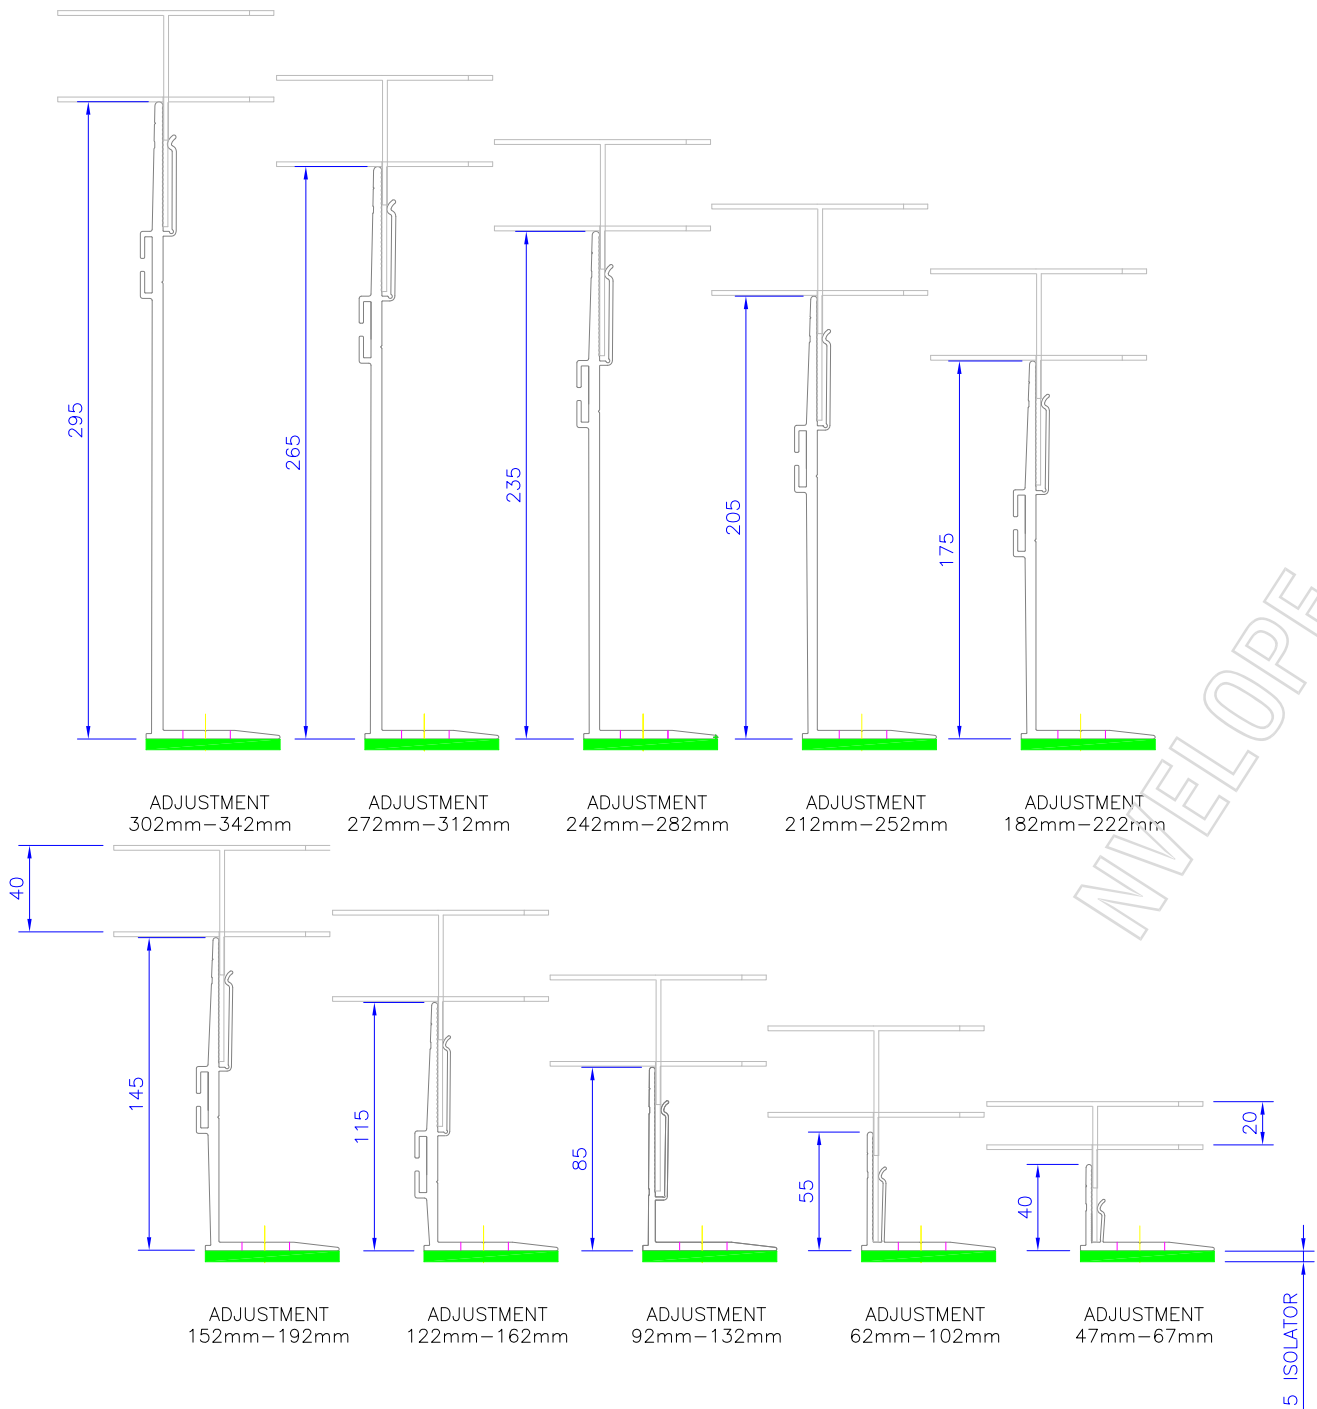 295
265
235
205
175
ADJUSTMENT
302mm-342mm
ADJUSTMENT
272mm-312mm
ADJUSTMENT
242mm-282mm
ADJUSTMENT
212mm-252mm
ADJUSTMENT
182mm-222mm
NVELOPE
40
145
115
85
55
40
20
5 ISOLATOR
ADJUSTMENT
152mm-192mm
ADJUSTMENT
122mm-162mm
ADJUSTMENT
92mm-132mm
ADJUSTMENT
62mm-102mm
ADJUSTMENT
47mm-67mm